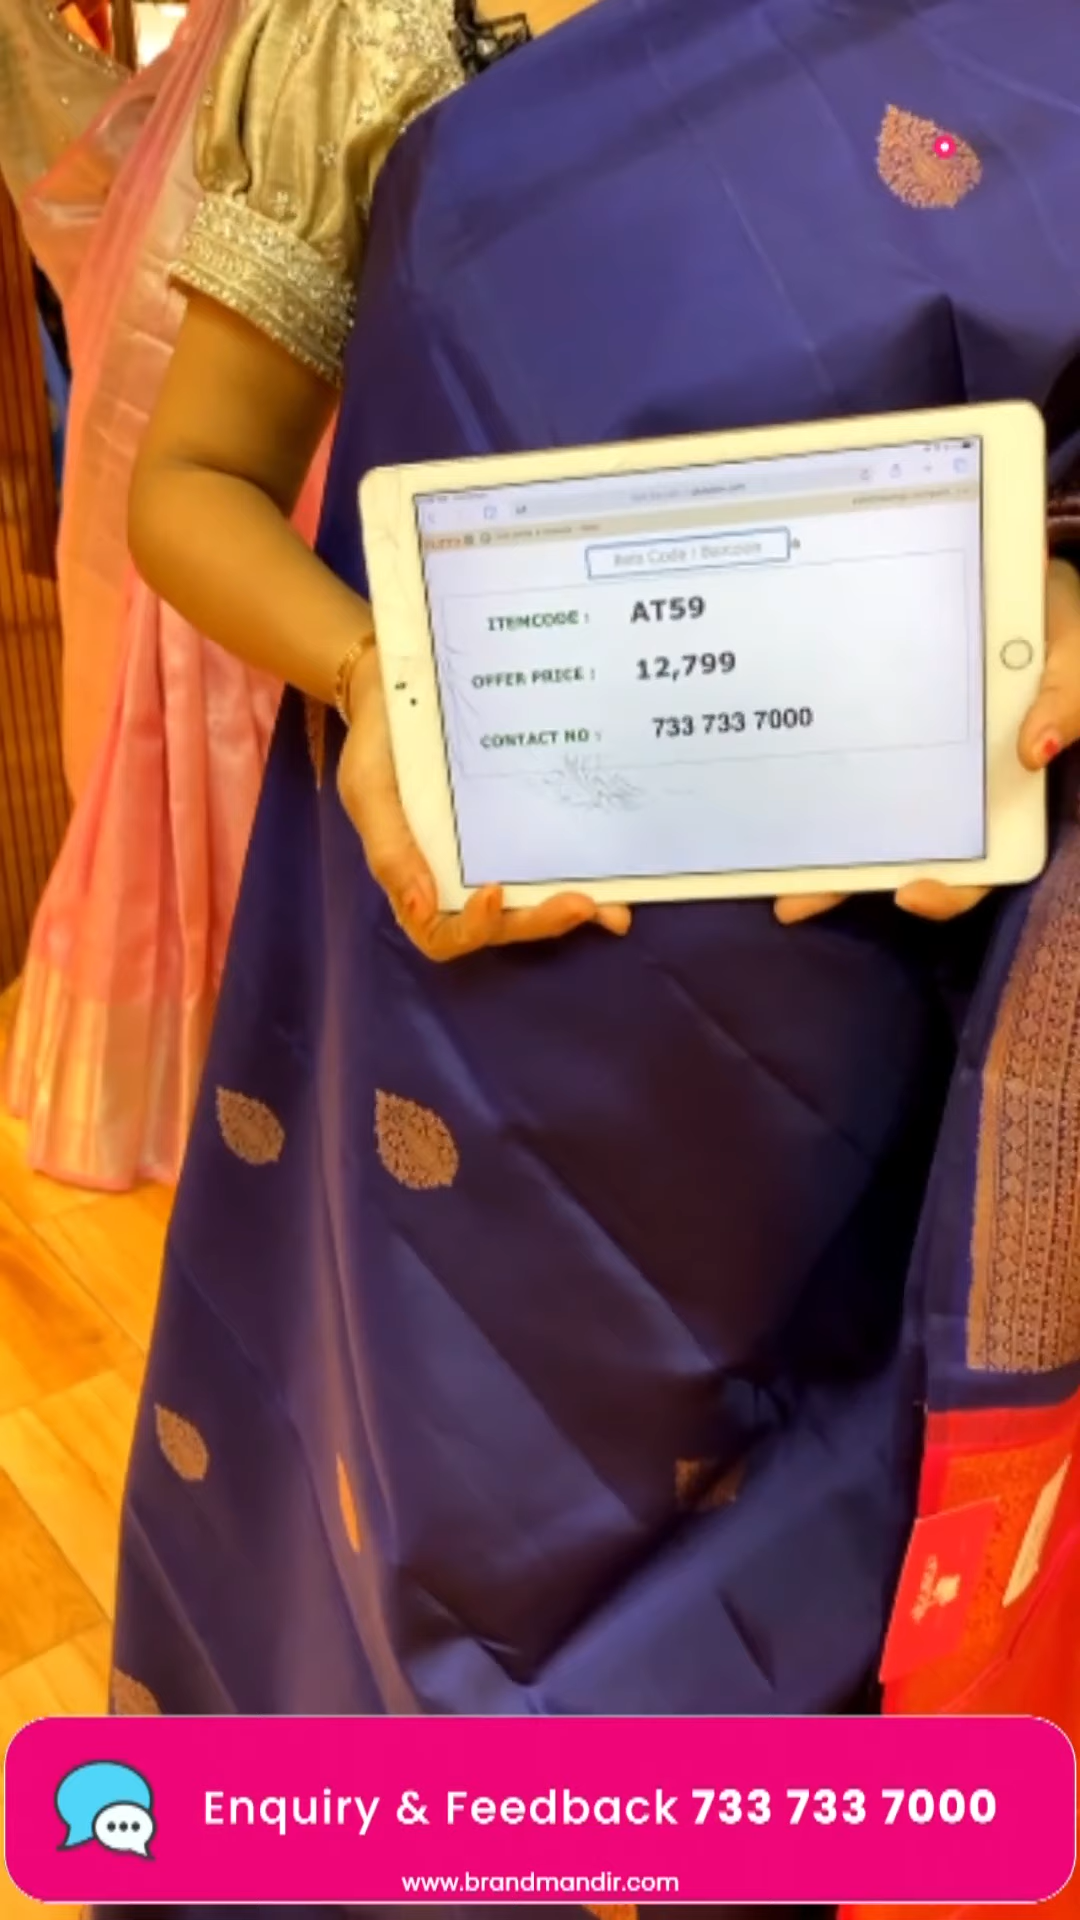 ITEMCODE : AT59
OFFER PRICE : 12,799
CONTACT NO : 733 733 7000
Enquiry & Feedback 733 733 7000
www.brandmandir.com